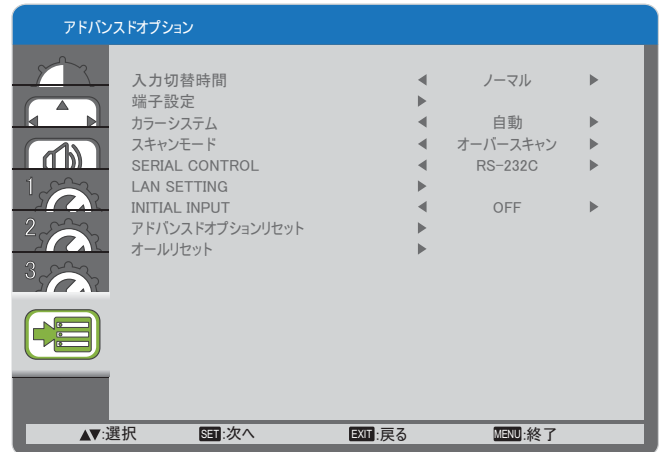 アドバンスドオプション
入力切替時間 ◀ ノーマル ▶
端子設定 ▶
カラーシステム ◀ 自動 ▶
スキャンモード ◀ オーバースキャン ▶
SERIAL CONTROL ◀ RS-232C ▶
LAN SETTING ▶
INITIAL INPUT ◀ OFF ▶
アドバンスドオプションリセット ▶
オールリセット ▶
1
2
3
▲▼:選択 SET:次へ EXIT:戻る MENU:終了